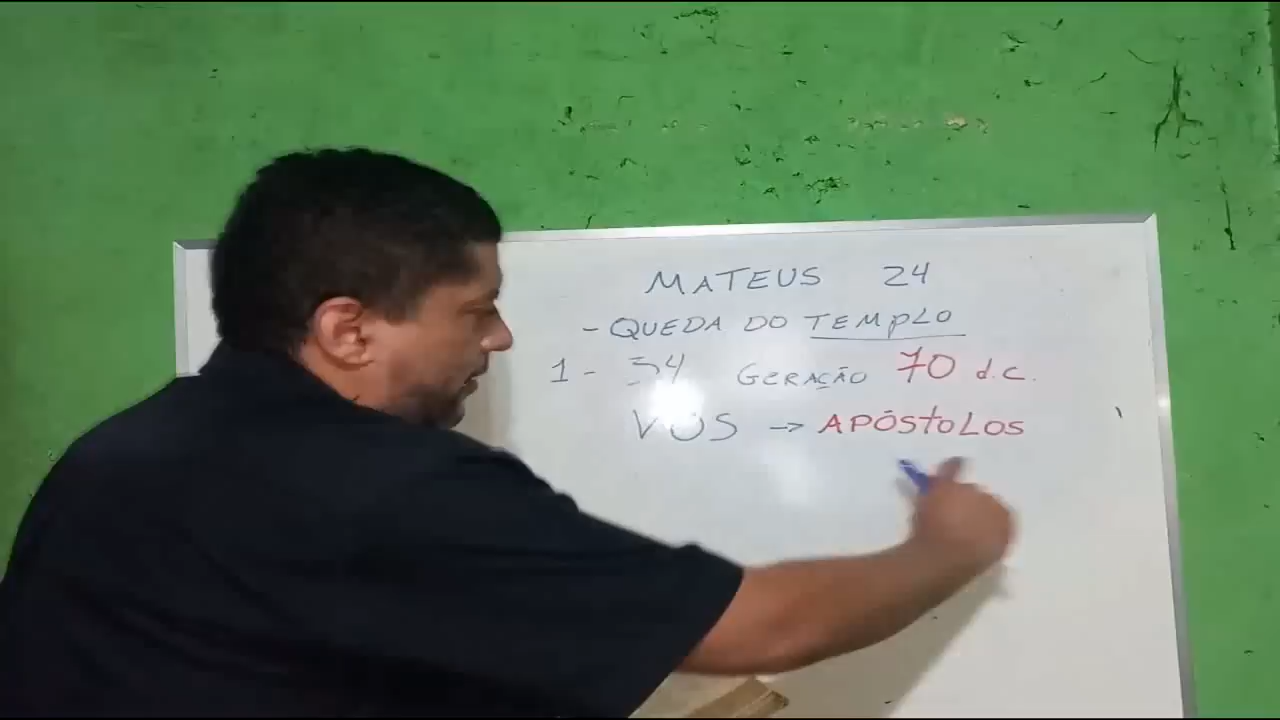 MATEUS 24
- QUEDA DO TEMPLO
1 - 34 GERAÇÃO 70 d.C.
VÓS -> APÓSTOLOS